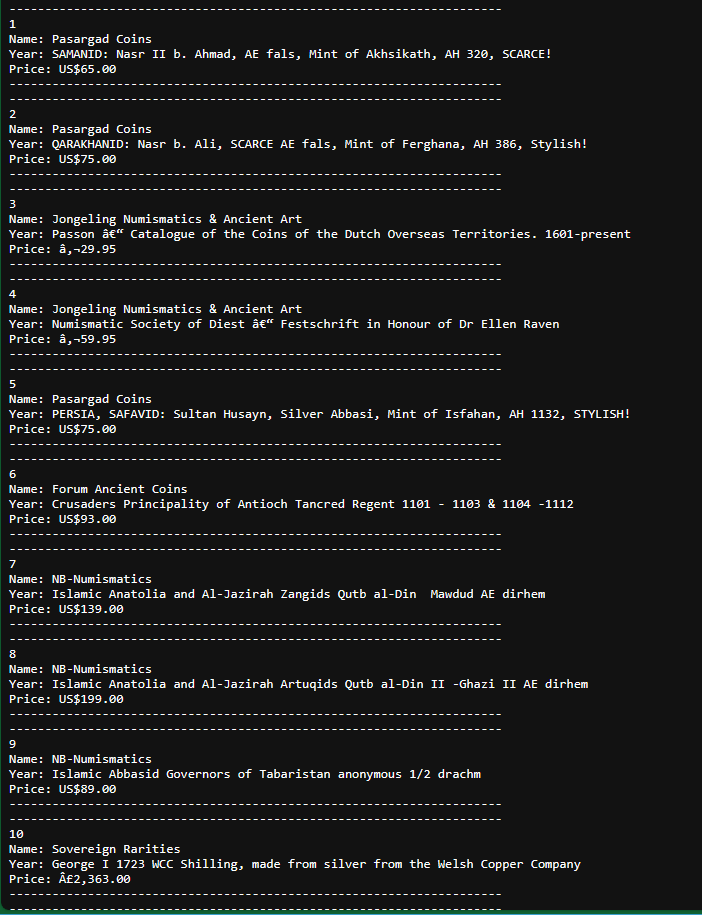 --------------------------------------------------------------------
1
Name: Pasargad Coins
Year: SAMANID: Nasr II b. Ahmad, AE fals, Mint of Akhsikath, AH 320, SCARCE!
Price: US$65.00
--------------------------------------------------------------------
--------------------------------------------------------------------
2
Name: Pasargad Coins
Year: QARAKHANID: Nasr b. Ali, SCARCE AE fals, Mint of Ferghana, AH 386, Stylish!
Price: US$75.00
--------------------------------------------------------------------
--------------------------------------------------------------------
3
Name: Jongeling Numismatics & Ancient Art
Year: Passon â€“ Catalogue of the Coins of the Dutch Overseas Territories. 1601-present
Price: â‚¬29.95
--------------------------------------------------------------------
--------------------------------------------------------------------
4
Name: Jongeling Numismatics & Ancient Art
Year: Numismatic Society of Diest â€“ Festschrift in Honour of Dr Ellen Raven
Price: â‚¬59.95
--------------------------------------------------------------------
--------------------------------------------------------------------
5
Name: Pasargad Coins
Year: PERSIA, SAFAVID: Sultan Husayn, Silver Abbasi, Mint of Isfahan, AH 1132, STYLISH!
Price: US$75.00
--------------------------------------------------------------------
--------------------------------------------------------------------
6
Name: Forum Ancient Coins
Year: Crusaders Principality of Antioch Tancred Regent 1101 - 1103 & 1104 -1112
Price: US$93.00
--------------------------------------------------------------------
--------------------------------------------------------------------
7
Name: NB-Numismatics
Year: Islamic Anatolia and Al-Jazirah Zangids Qutb al-Din  Mawdud AE dirhem
Price: US$139.00
--------------------------------------------------------------------
--------------------------------------------------------------------
8
Name: NB-Numismatics
Year: Islamic Anatolia and Al-Jazirah Artuqids Qutb al-Din II -Ghazi II AE dirhem
Price: US$199.00
--------------------------------------------------------------------
--------------------------------------------------------------------
9
Name: NB-Numismatics
Year: Islamic Abbasid Governors of Tabaristan anonymous 1/2 drachm
Price: US$89.00
--------------------------------------------------------------------
--------------------------------------------------------------------
10
Name: Sovereign Rarities
Year: George I 1723 WCC Shilling, made from silver from the Welsh Copper Company
Price: Â£2,363.00
--------------------------------------------------------------------
--------------------------------------------------------------------